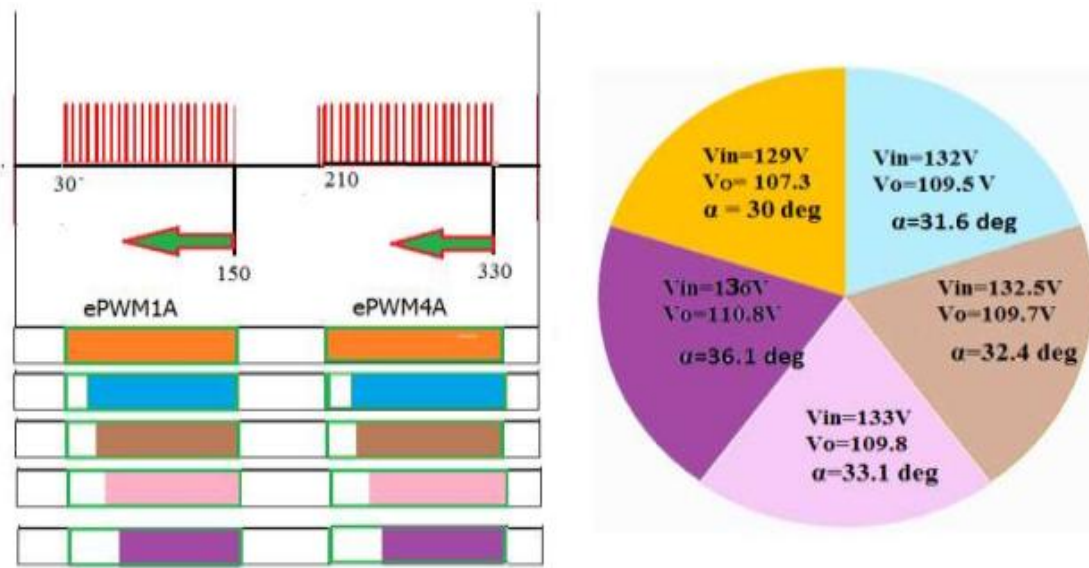 30
210
150
330
ePWM1A
ePWM4A
Vin=129V
Vo= 107.3
α = 30 deg
Vin=132V
Vo=109.5 V
α=31.6 deg
Vin=136V
Vo=110.8V
α=36.1 deg
Vin=132.5V
Vo=109.7V
α=32.4 deg
Vin=133V
Vo=109.8
α=33.1 deg